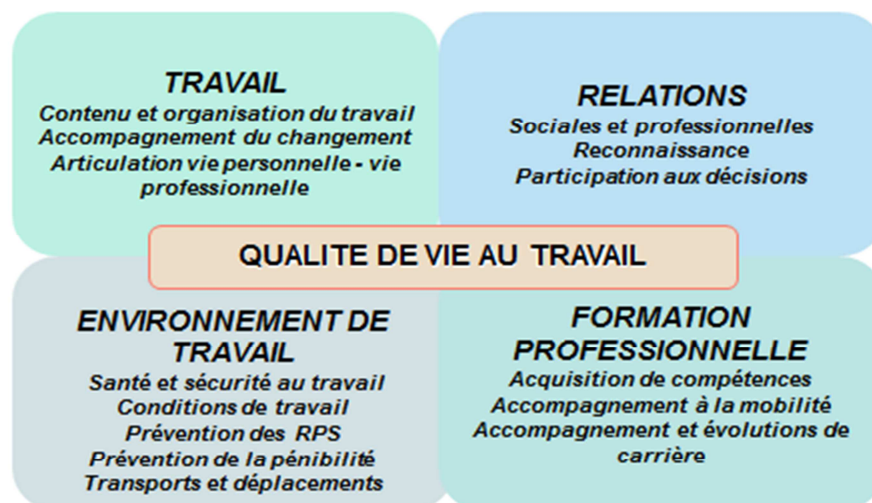 TRAVAIL
Contenu et organisation du travail
Accompagnement du changement
Articulation vie personnelle - vie
professionnelle
RELATIONS
Sociales et professionnelles
Reconnaissance
Participation aux décisions
QUALITE DE VIE AU TRAVAIL
ENVIRONNEMENT DE
TRAVAIL
Santé et sécurité au travail
Conditions de travail
Prévention des RPS
Prévention de la pénibilité
Transports et déplacements
FORMATION
PROFESSIONNELLE
Acquisition de compétences
Accompagnement à la mobilité
Accompagnement et évolutions de
carrière